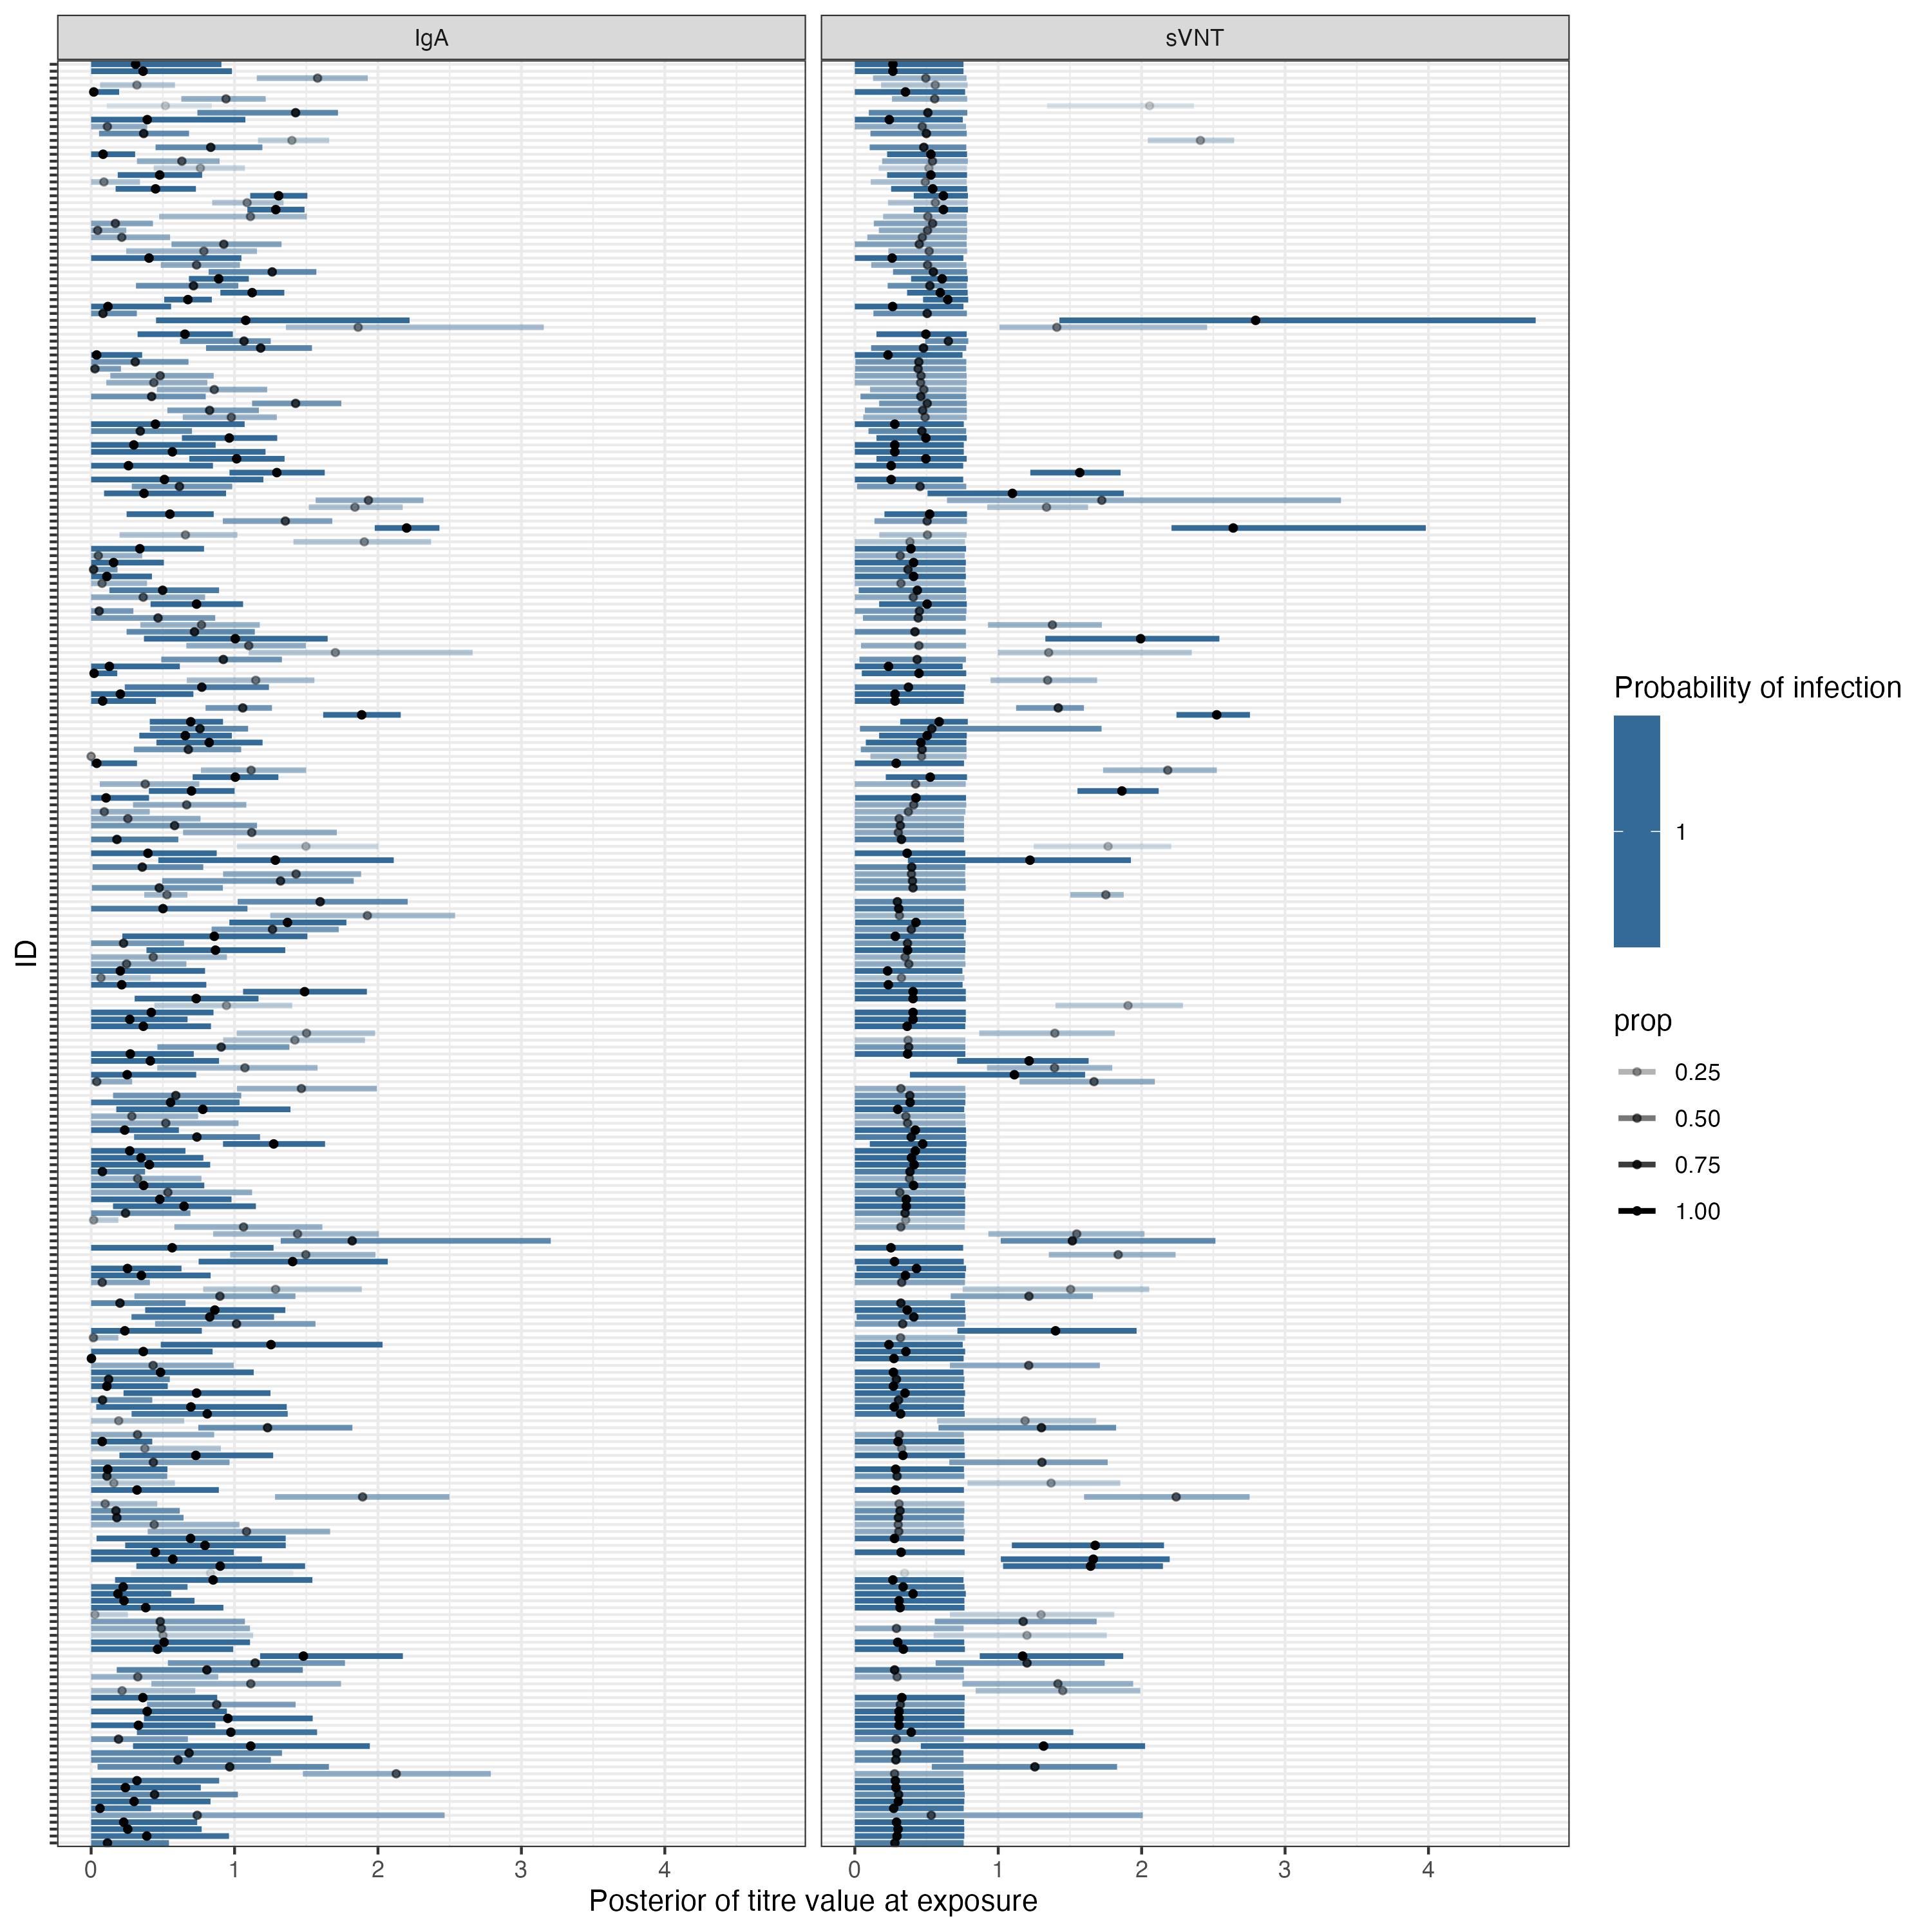 IgA
sVNT
ID
0 1 2 3 4
0 1 2 3 4
Posterior of titre value at exposure
Probability of infection
1
prop
0.25
0.50
0.75
1.00